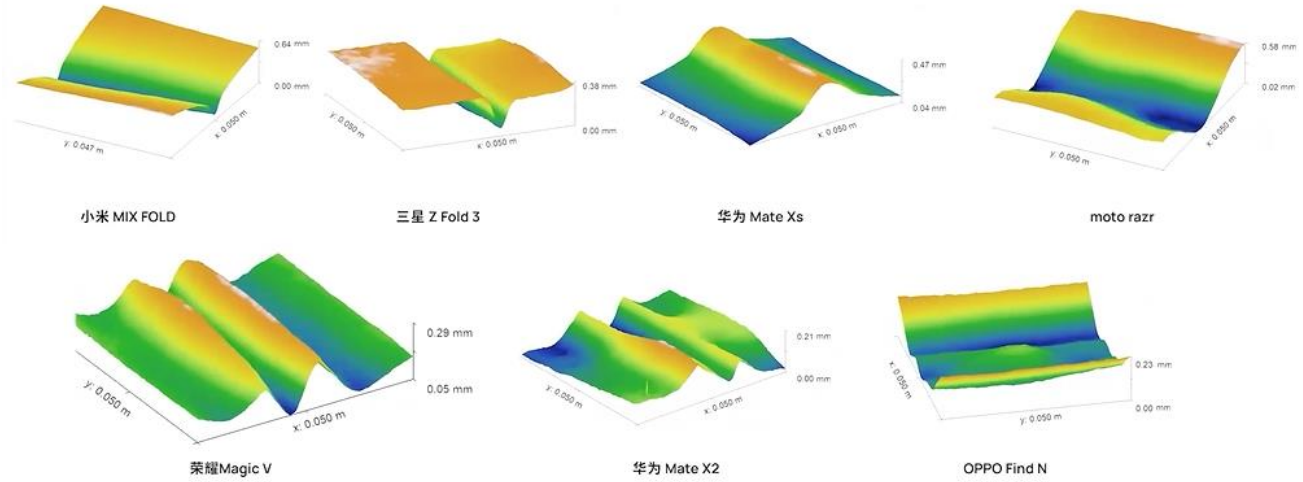 0.64 mm
0.00 mm
x: 0.050 m
y: 0.047 m
小米 MIX FOLD
0.38 mm
0.00 mm
y: 0.050 m
x: 0.050 m
三星 Z Fold 3
0.47 mm
0.04 mm
y: 0.050 m
x: 0.050 m
华为 Mate Xs
0.58 mm
0.02 mm
x: 0.050 m
y: 0.050 m
moto razr
0.29 mm
0.05 mm
y: 0.050 m
x: 0.050 m
荣耀Magic V
0.21 mm
0.00 mm
y: 0.050 m
x: 0.050 m
华为 Mate X2
0.23 mm
0.00 mm
x: 0.050 m
y: 0.050 m
OPPO Find N